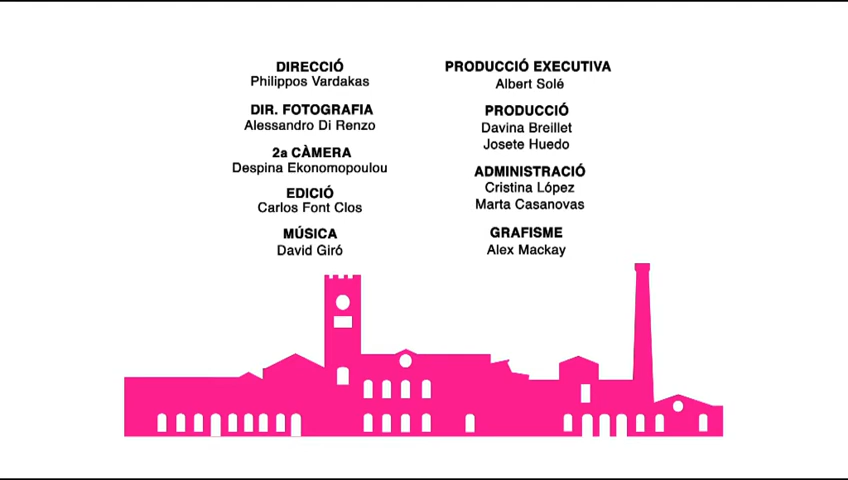 DIRECCIÓ
Philippos Vardakas
DIR. FOTOGRAFIA
Alessandro Di Renzo
2a CÀMERA
Despina Ekonomopoulou
EDICIÓ
Carlos Font Clos
MÚSICA
David Giró
PRODUCCIÓ EXECUTIVA
Albert Solé
PRODUCCIÓ
Davina Breillet
Josete Huedo
ADMINISTRACIÓ
Cristina López
Marta Casanovas
GRAFISME
Alex Mackay